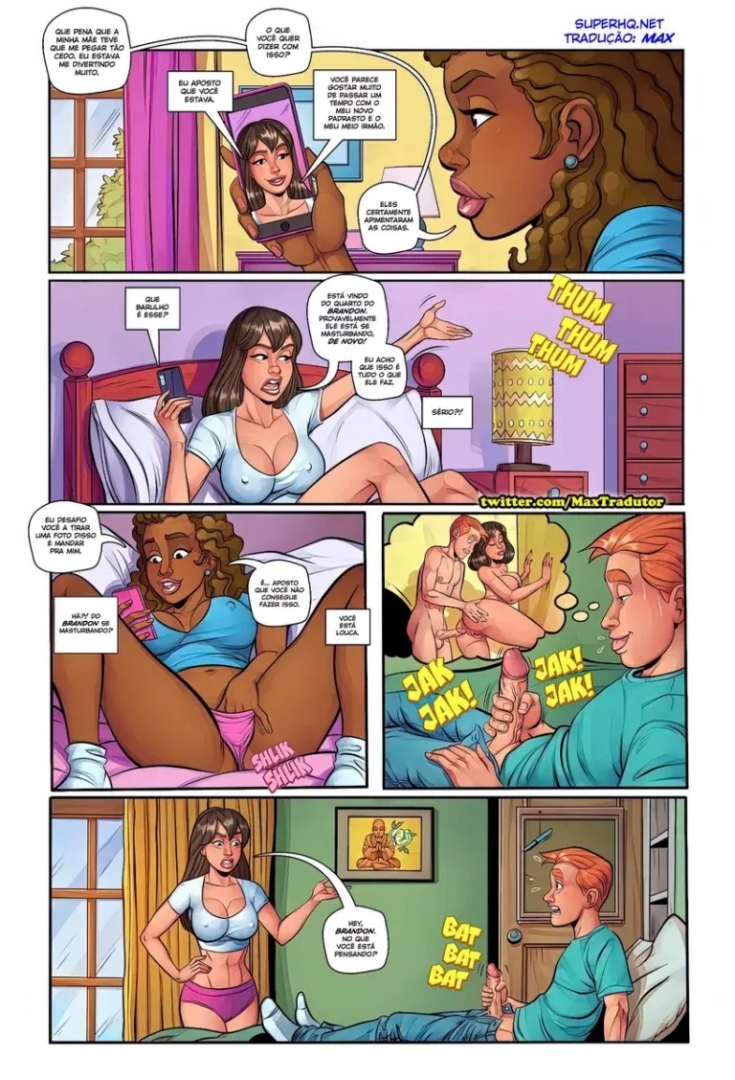 SUPERHQ.NET
TRADUÇÃO: MAX
QUE PENA QUE A
MINHA MÃE TEVE
QUE ME PEGAR TÃO
CEDO. EU ESTAVA
ME DIVERTINDO
MUITO.
O QUE
VOCÊ QUER
DIZER COM
ISSO?
EU APOSTO
QUE VOCÊ
ESTAVA.
VOCÊ PARECE
GOSTAR MUITO
DE PASSAR UM
TEMPO COM O
MEU NOVO
PADRASTO E O
MEU MEIO IRMÃO.
ELES
CERTAMENTE
APIMENTARAM
AS COISAS.
QUE
BARULHO
É ESSE?
ESTÁ VINDO
DO QUARTO DO
BRANDON.
PROVAVELMENTE
ELE ESTÁ SE
MASTURBANDO,
DE NOVO!
EU ACHO
QUE ISSO É
TUDO O QUE
ELE FAZ.
THUM
THUM
THUM
SÉRIO?!
twitter.com/MaxTradutor
EU DESAFIO
VOCÊ A TIRAR
UMA FOTO DISSO
E MANDAR
PRA MIM.
HÃ?! DO
BRANDON SE
MASTURBANDO?
É... APOSTO
QUE VOCÊ NÃO
CONSEGUE
FAZER ISSO.
VOCÊ
ESTÁ
LOUCA.
SHLIK
SHLIK
JAK
JAK!
JAK!
JAK!
HEY,
BRANDON.
NO QUE
VOCÊ ESTÁ
PENSANDO?
BAT
BAT
BAT